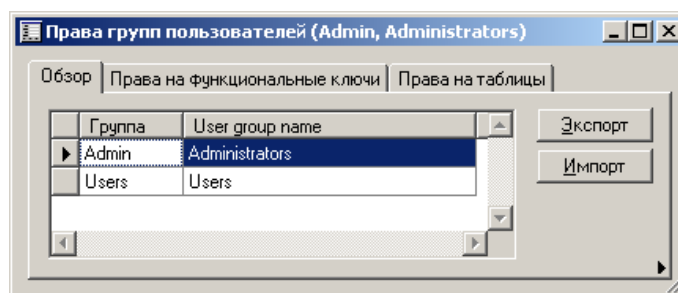 Права групп пользователей (Admin, Administrators)
Обзор Права на функциональные ключи Права на таблицы
Группа User group name Экспорт
Admin Administrators
Импорт
Users Users